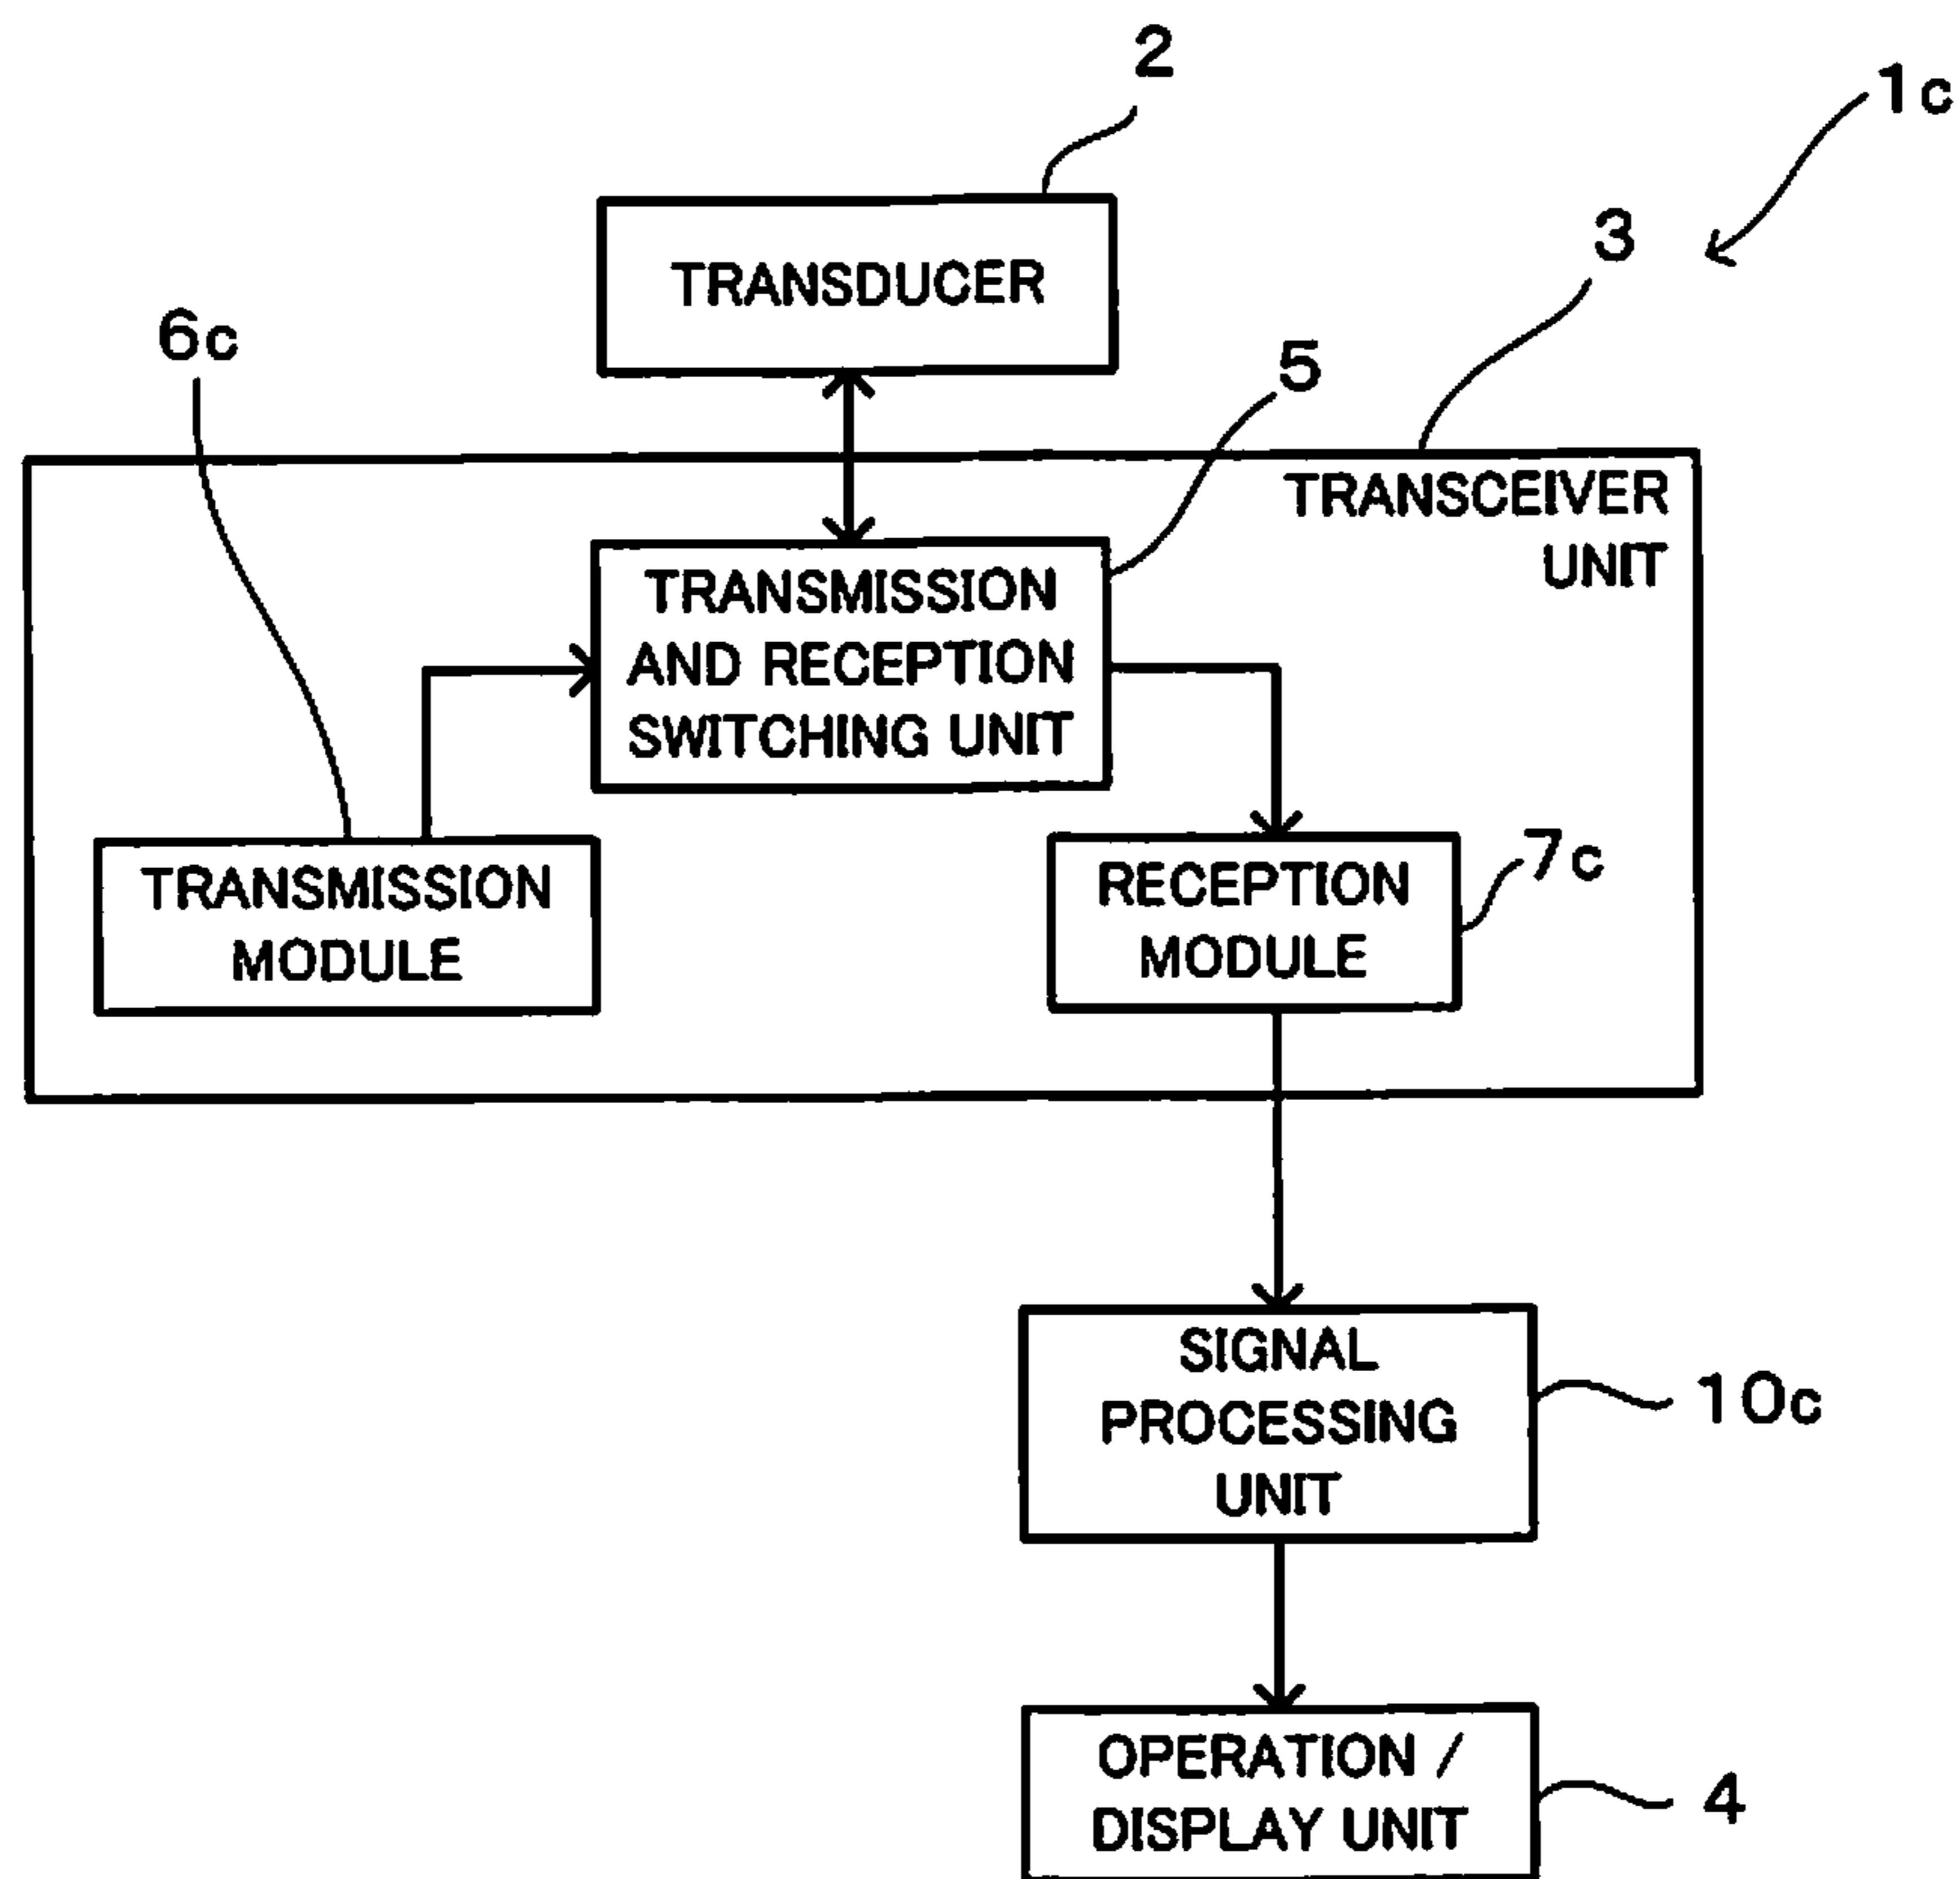 2
1c
TRANSDUCER
3
6c
5
TRANSCEIVER
UNIT
TRANSMISSION
AND RECEPTION
SWITCHING UNIT
TRANSMISSION
MODULE
RECEPTION
MODULE
7c
SIGNAL
PROCESSING
UNIT
10c
OPERATION /
DISPLAY UNIT
4